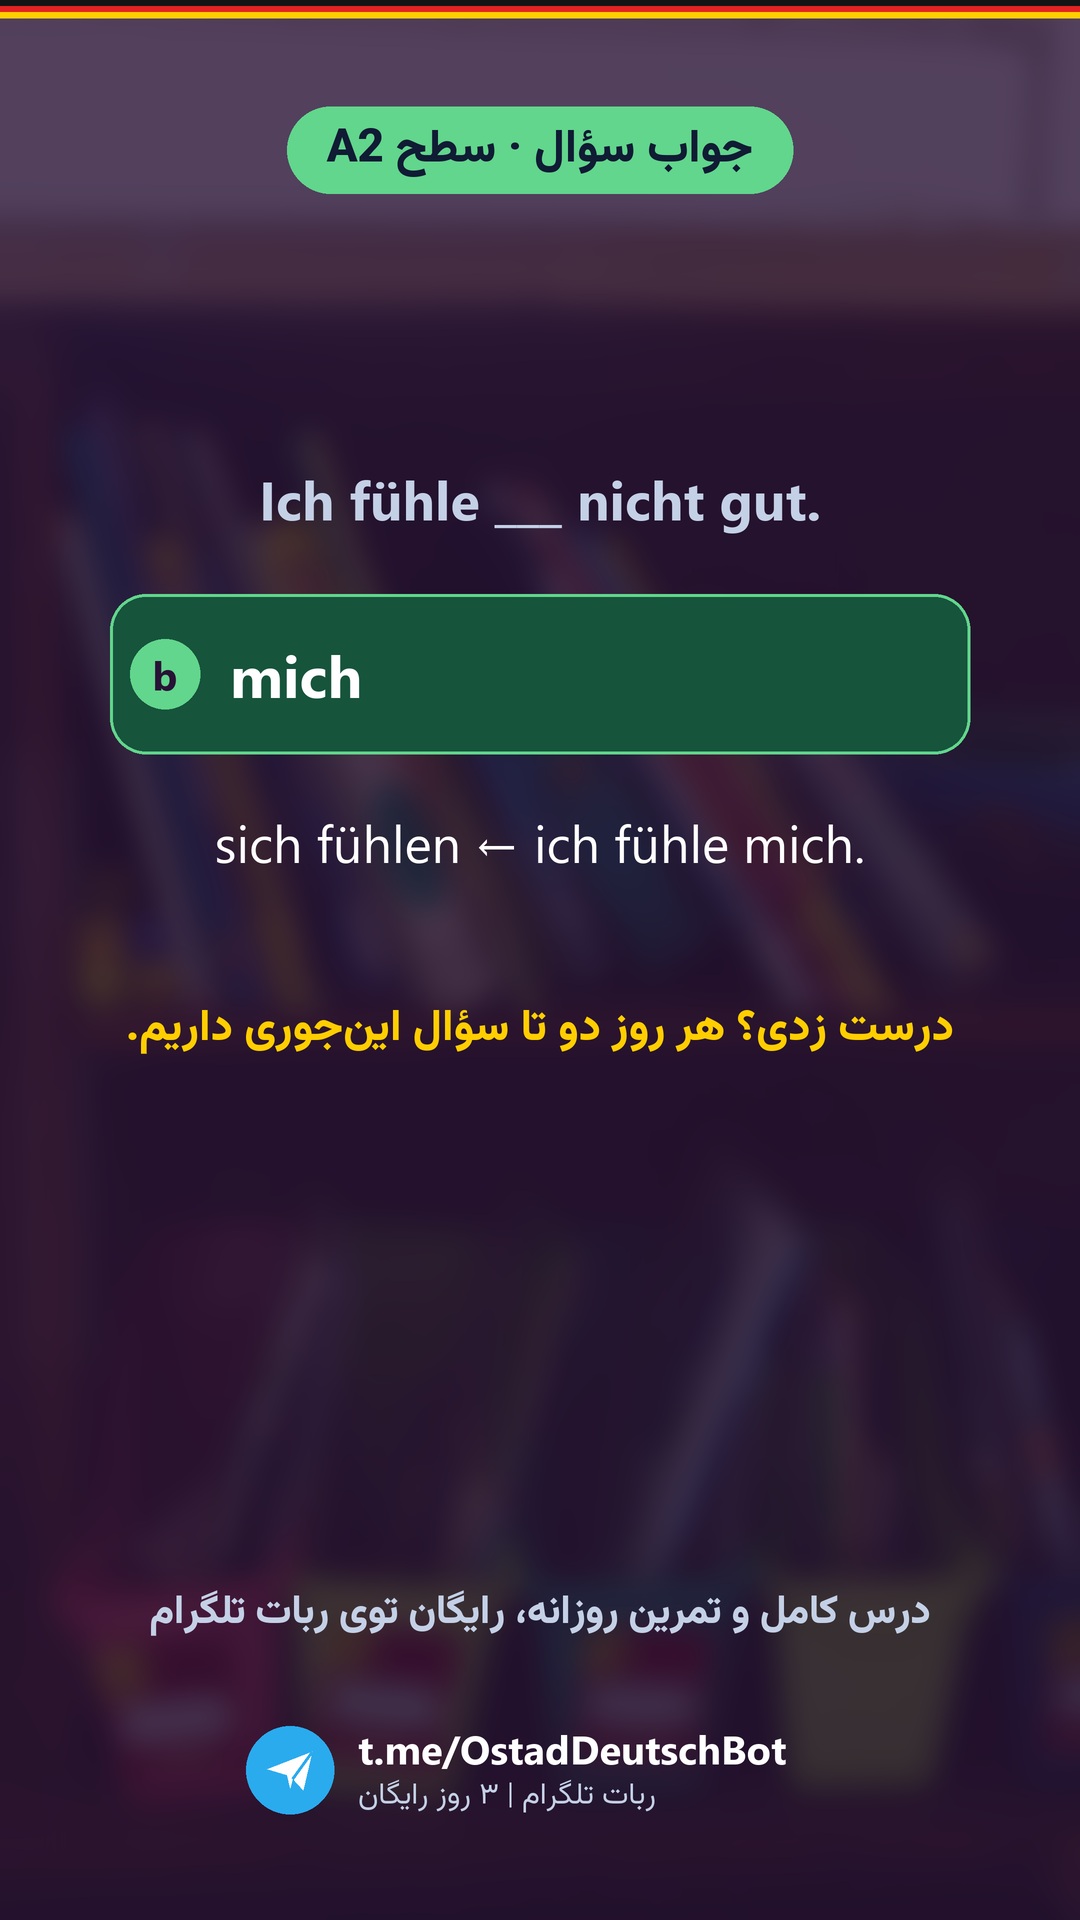 جواب سؤال · سطح A2
Ich fühle ___ nicht gut.
b mich
sich fühlen ← ich fühle mich.
درست زدی؟ هر روز دو تا سؤال این‌جوری داریم.
درس کامل و تمرین روزانه، رایگان توی ربات تلگرام
t.me/OstadDeutschBot
ربات تلگرام | ۳ روز رایگان